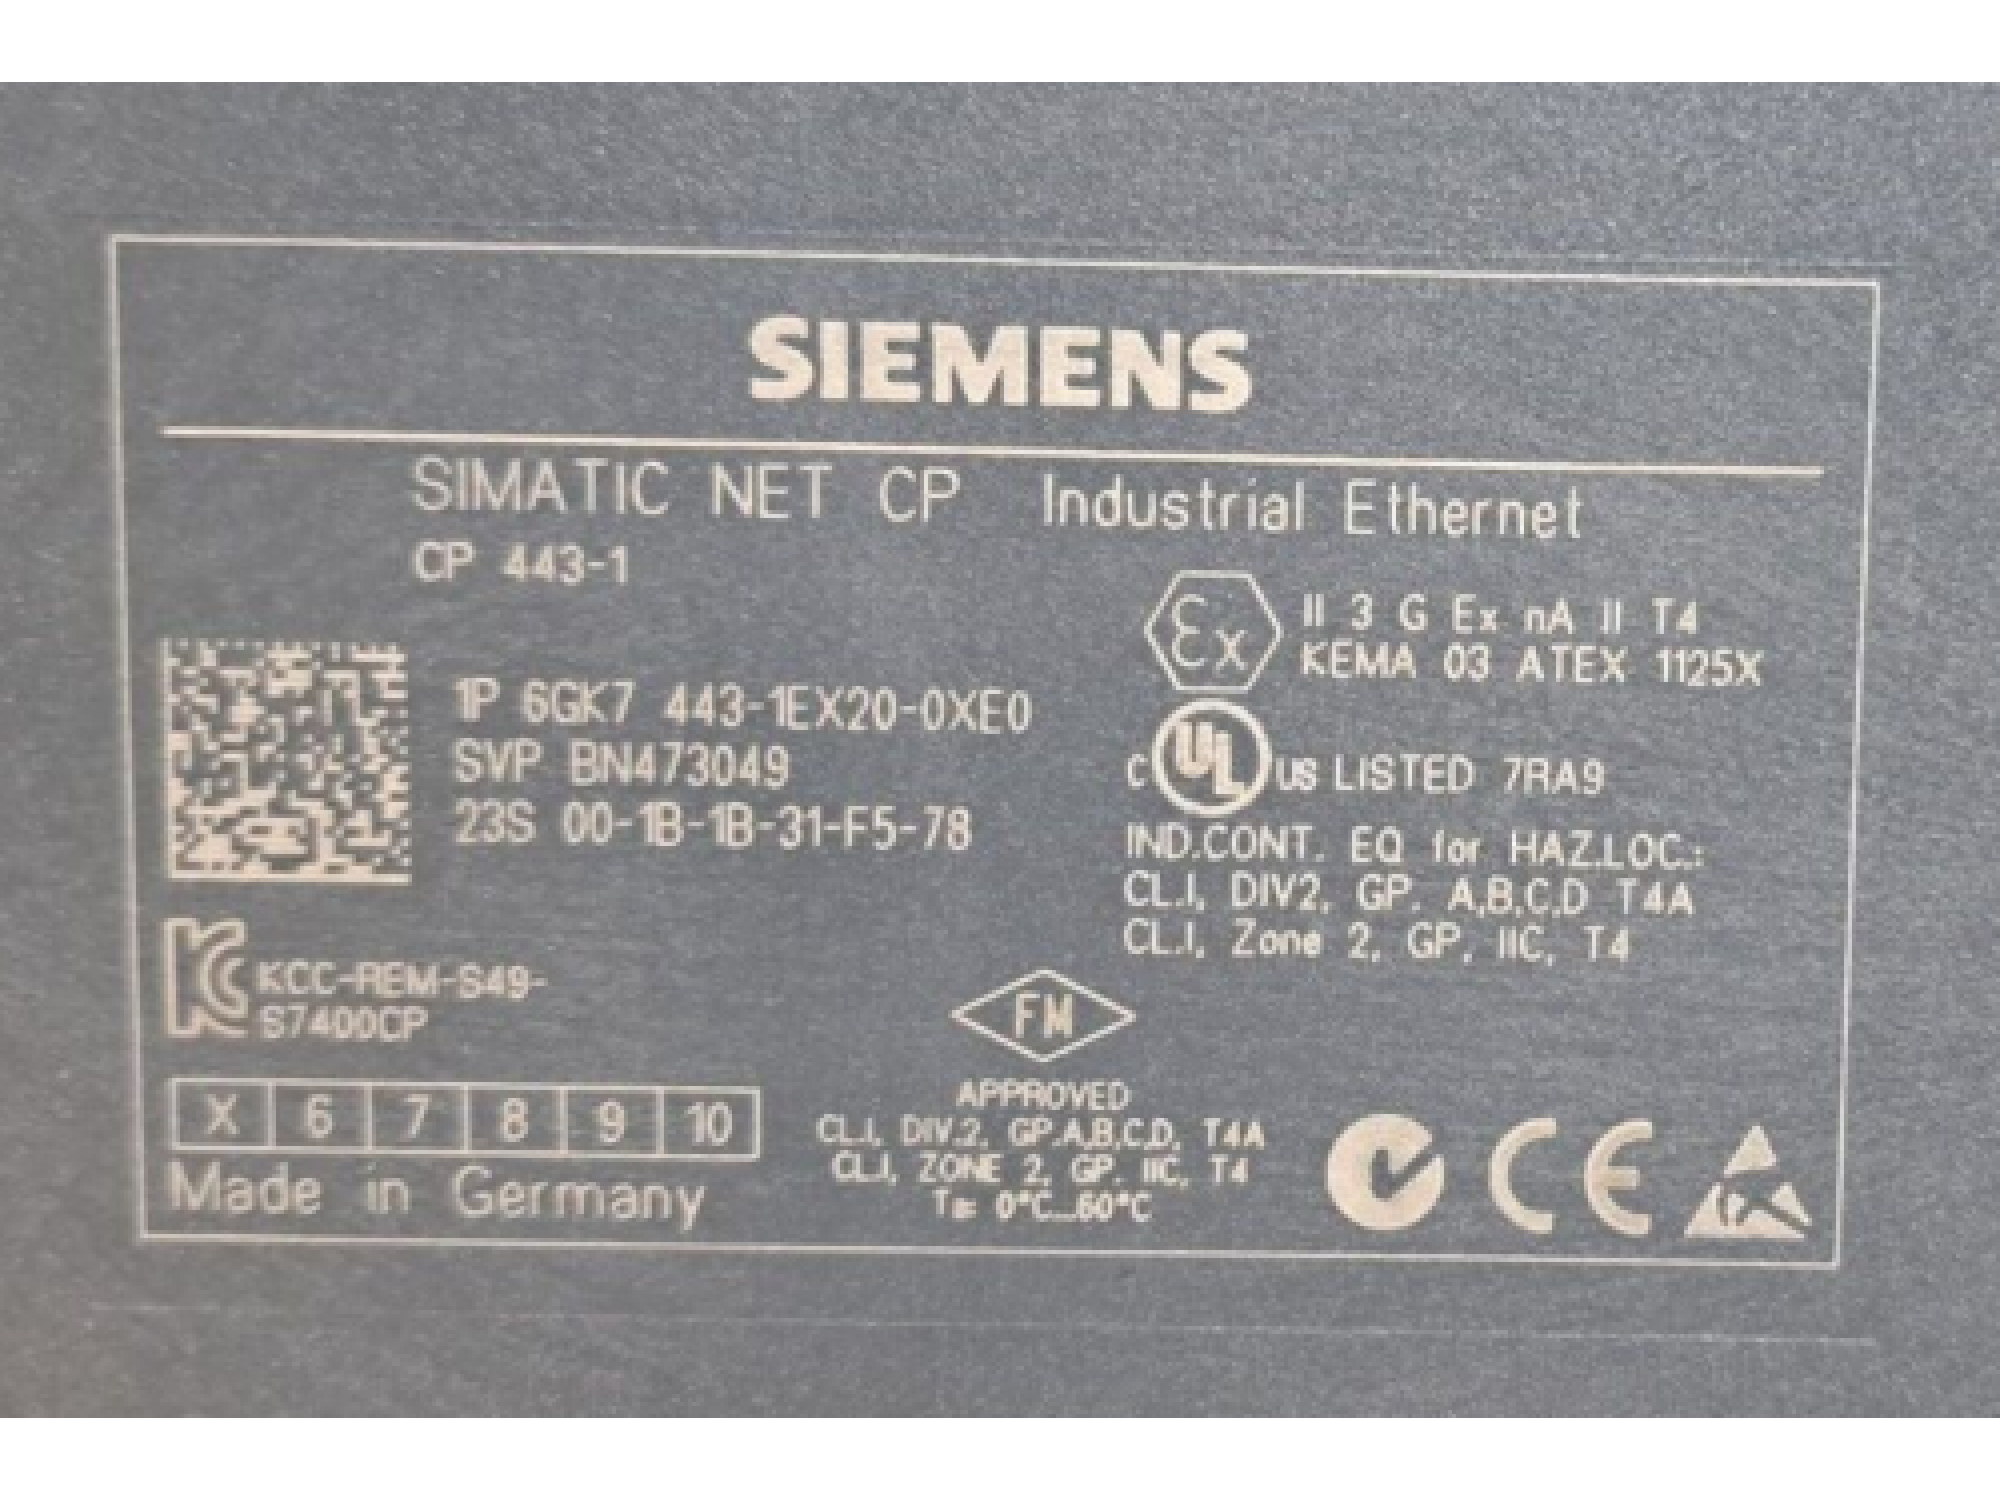 SIEMENS
SIMATIC NET CP Industrial Ethernet
CP 443-1
Ex II 3 G Ex nA II T4
KEMA 03 ATEX 1125X
1P 6GK7 443-1EX20-0XE0
SVP BN473049
23S 00-1B-1B-31-F5-78
c UL us LISTED 7RA9
IND.CONT. EQ for HAZ.LOC.:
CL.I, DIV2, GP. A,B,C,D T4A
CL.I, Zone 2, GP, IIC, T4
KCC-REM-S49-
S7400CP
FM
APPROVED
CL.I, DIV.2, GP.A,B,C,D, T4A
CL.I, ZONE 2, GP. IIC, T4
Ta= 0°C...60°C
X 6 7 8 9 10
Made in Germany
CE